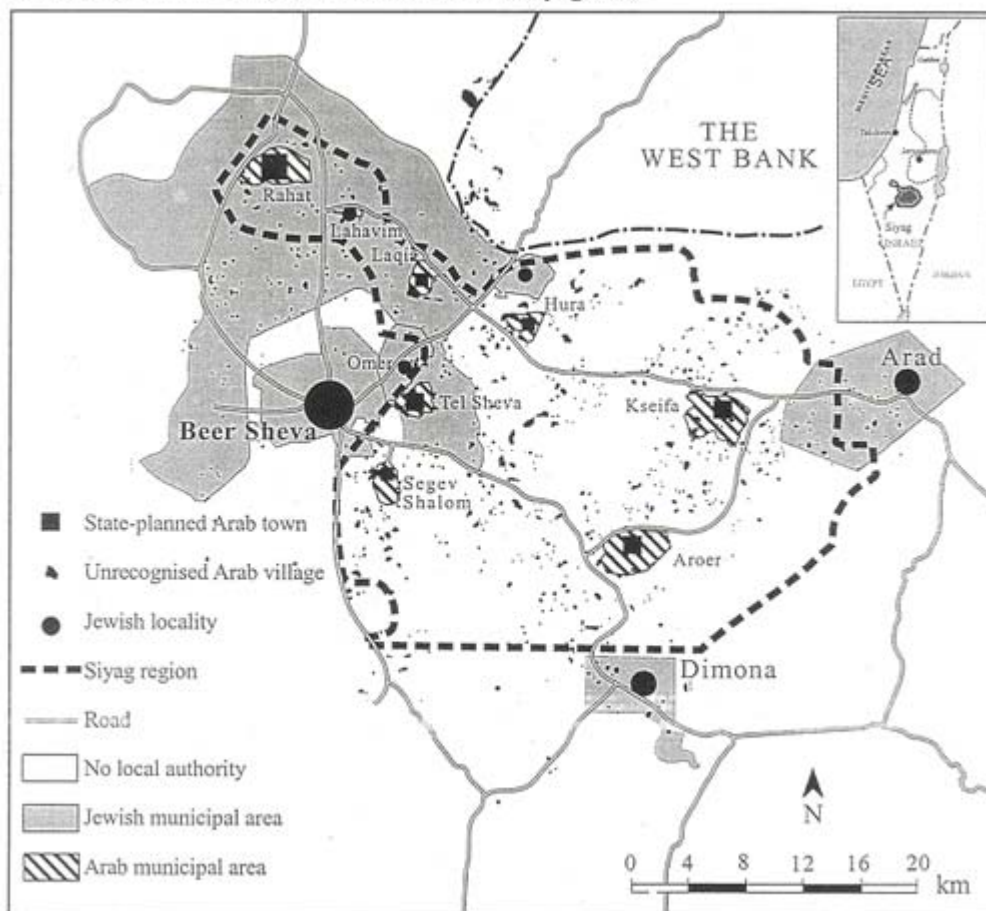 THE
WEST BANK
Rahat
Lahavim
Laqia
Hura
Omer
Tel Sheva
Beer Sheva
Kseifa
Arad
Segev
Shalom
Aroer
Dimona
State-planned Arab town
Unrecognised Arab village
Jewish locality
Siyag region
Road
No local authority
Jewish municipal area
Arab municipal area
N
0 4 8 12 16 20 km
SEA
Siyag
EGYPT